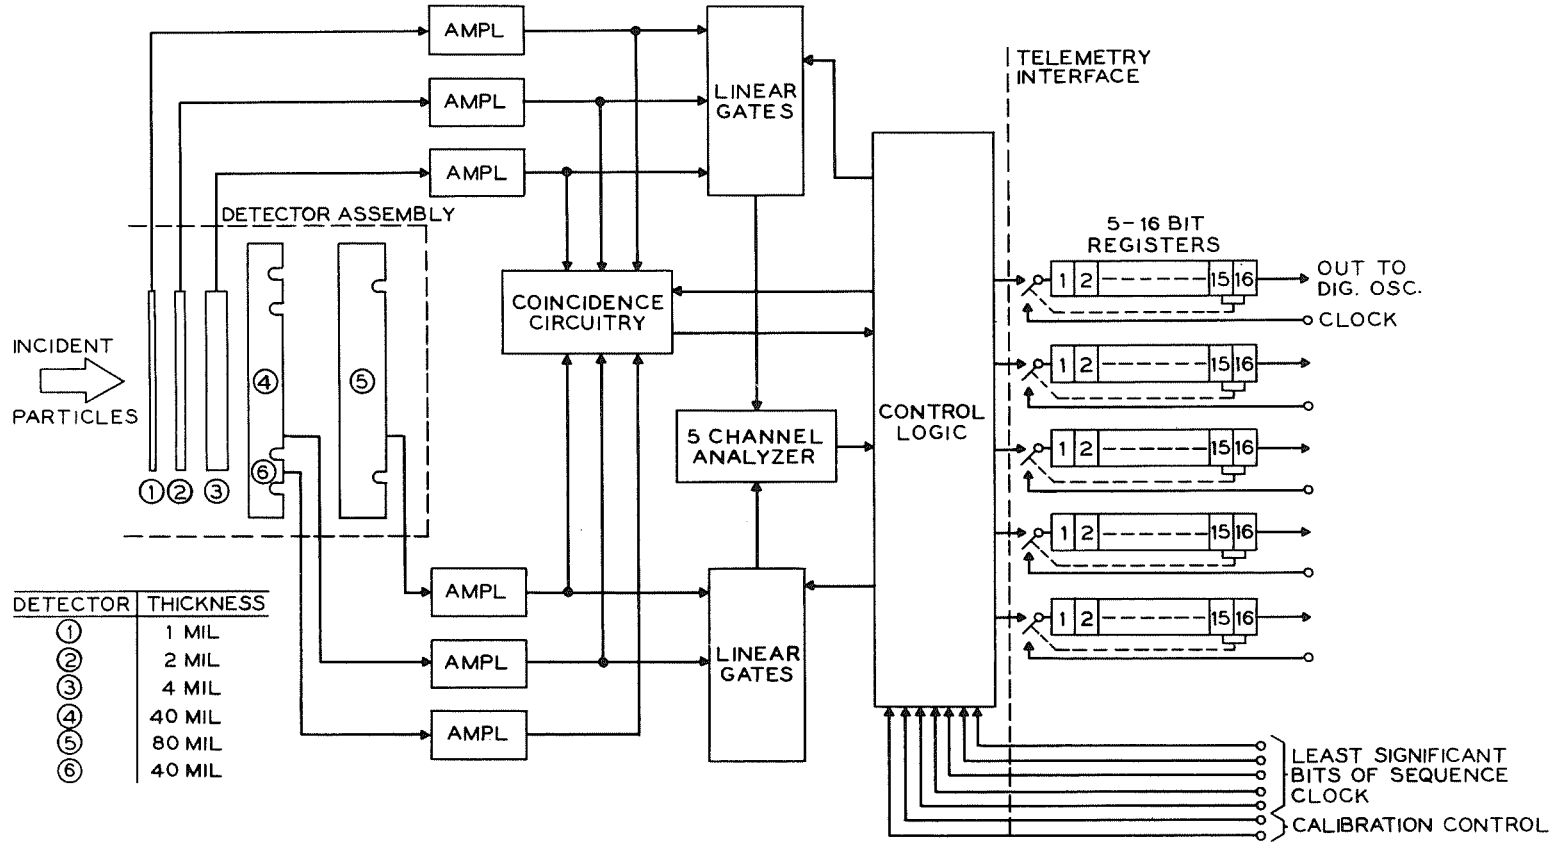 AMPL
AMPL
AMPL
LINEAR
GATES
TELEMETRY
INTERFACE
DETECTOR ASSEMBLY
5-16 BIT
REGISTERS
1 2 15 16
OUT TO
DIG. OSC.
CLOCK
COINCIDENCE
CIRCUITRY
INCIDENT
PARTICLES
1 2 3 4 5 6
1 2 15 16
CONTROL
LOGIC
5 CHANNEL
ANALYZER
1 2 15 16
1 2 15 16
1 2 15 16
AMPL
AMPL
AMPL
LINEAR
GATES
DETECTOR THICKNESS
1 1 MIL
2 2 MIL
3 4 MIL
4 40 MIL
5 80 MIL
6 40 MIL
LEAST SIGNIFICANT
BITS OF SEQUENCE
CLOCK
CALIBRATION CONTROL